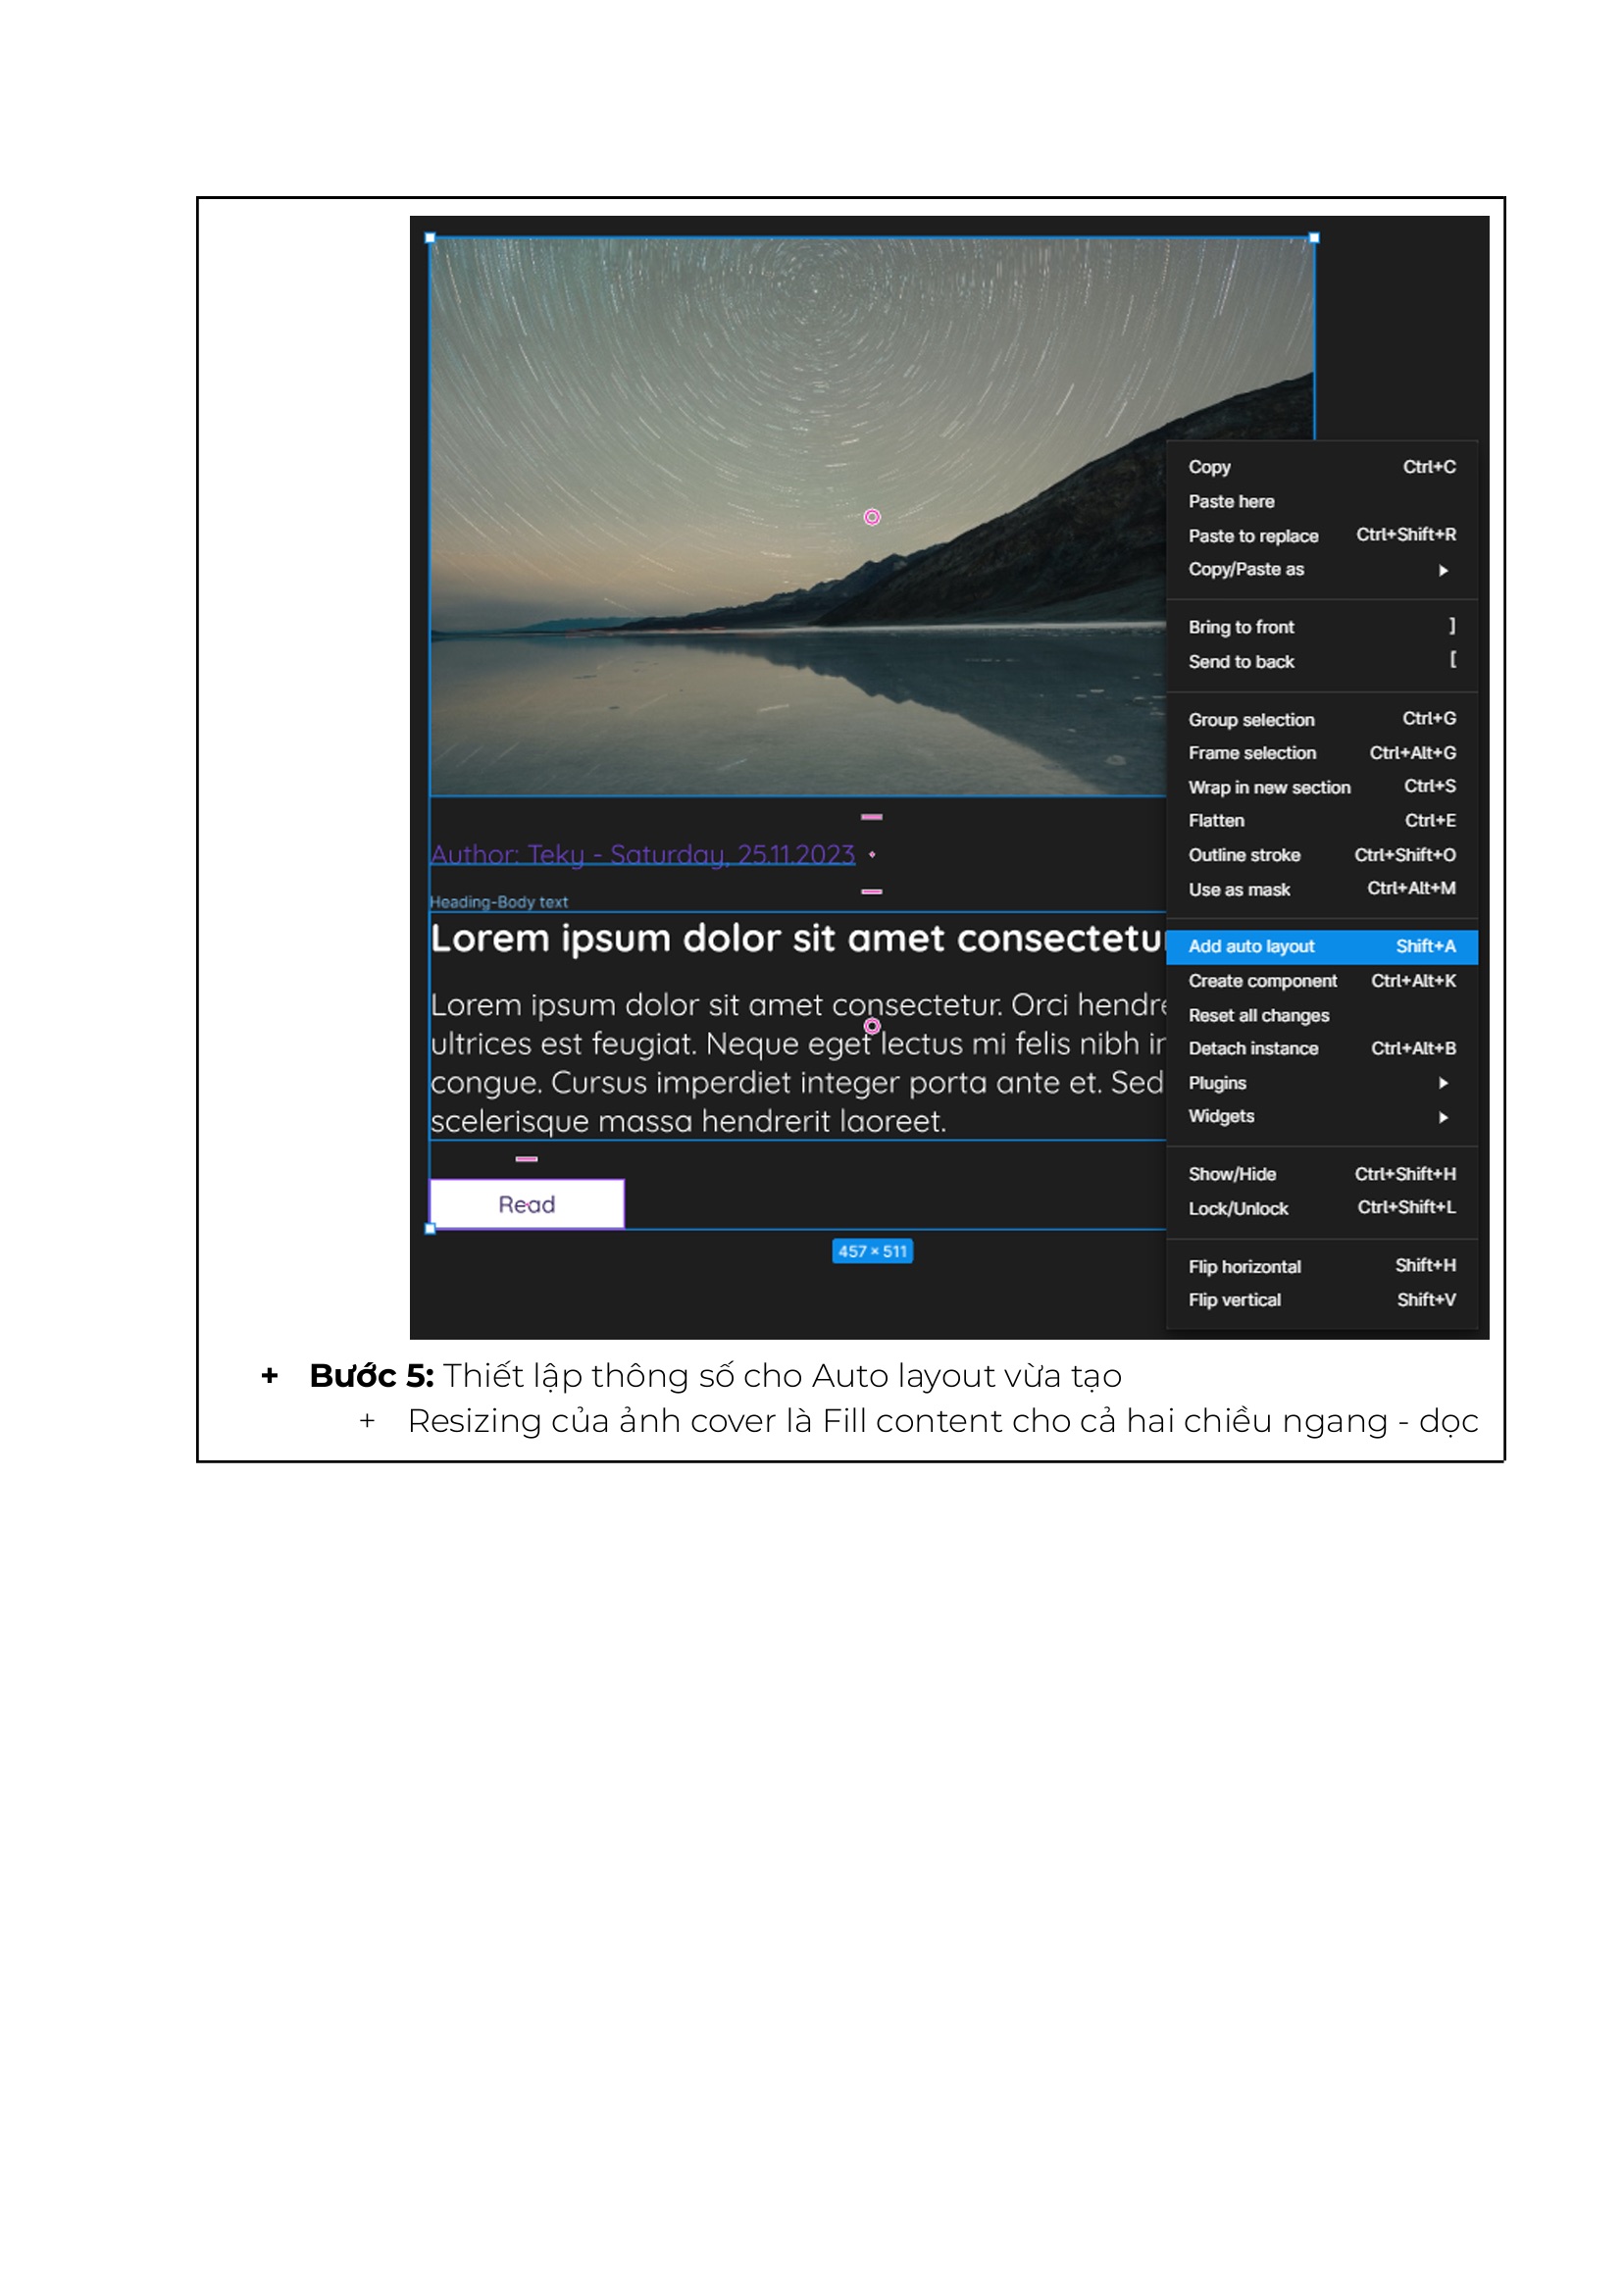 Copy Ctrl+C
Paste here
Paste to replace Ctrl+Shift+R
Copy/Paste as
Bring to front ]
Send to back [
Group selection Ctrl+G
Frame selection Ctrl+Alt+G
Wrap in new section Ctrl+S
Flatten Ctrl+E
Outline stroke Ctrl+Shift+O
Use as mask Ctrl+Alt+M
Add auto layout Shift+A
Create component Ctrl+Alt+K
Reset all changes
Detach instance Ctrl+Alt+B
Plugins
Widgets
Show/Hide Ctrl+Shift+H
Lock/Unlock Ctrl+Shift+L
Flip horizontal Shift+H
Flip vertical Shift+V
Author: Teky - Saturday, 25.11.2023
Heading-Body text
Lorem ipsum dolor sit amet consectetur
Lorem ipsum dolor sit amet consectetur. Orci
ultrices est feugiat. Neque eget lectus mi felis nibh
congue. Cursus imperdiet integer porta ante et. Sed
scelerisque massa hendrerit laoreet.
Read
457 × 511
+ Bước 5: Thiết lập thông số cho Auto layout vừa tạo
+ Resizing của ảnh cover là Fill content cho cả hai chiều ngang - dọc